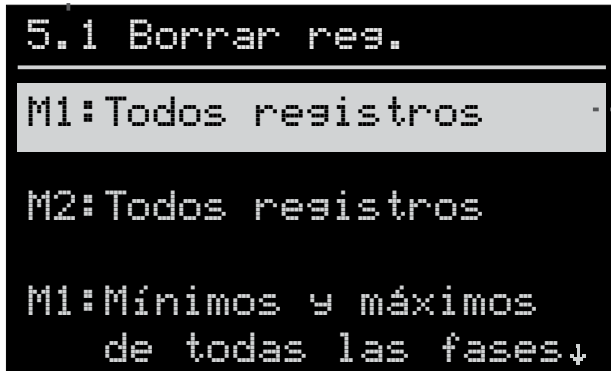 5.1 Borrar reg.
M1:Todos registros
M2:Todos registros
M1:Mínimos y máximos
de todas las fases↓